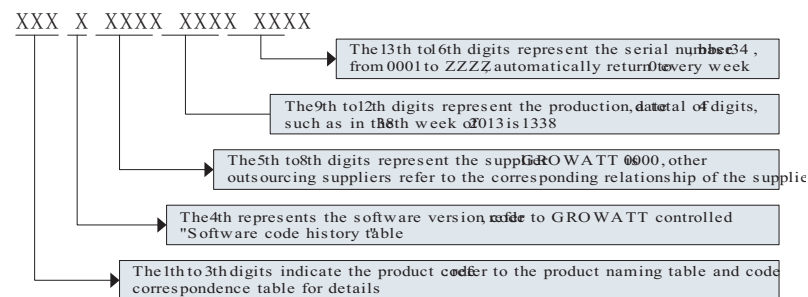 XXX X XXXX XXXX XXXX
The 13th to 16th digits represent the serial number, base 34 ,
from 0001 to ZZZZ, automatically return to 0 every week
The 9th to 12th digits represent the production date, a total of 4 digits,
such as in the 38th week of 2013 is 1338
The 5th to 8th digits represent the supplier GROWATT is 0000, other
outsourcing suppliers refer to the corresponding relationship of the supplie
The 4th represents the software version code, refer to GROWATT controlled
"Software code history table"
The 1th to 3th digits indicate the product code refer to the product naming table and code
correspondence table for details